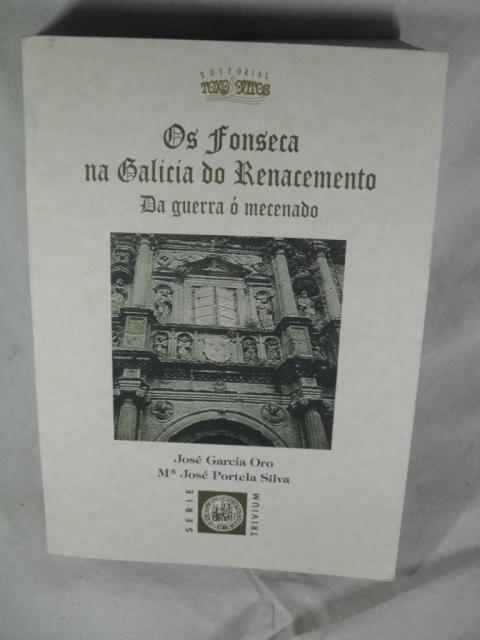 EDITORIAL
TOXOSOUTOS
Os Fonseca
na Galicia do Renacemento
Da guerra ó mecenado
José García Oro
Mª José Portela Silva
SERIE
TRIVIUM